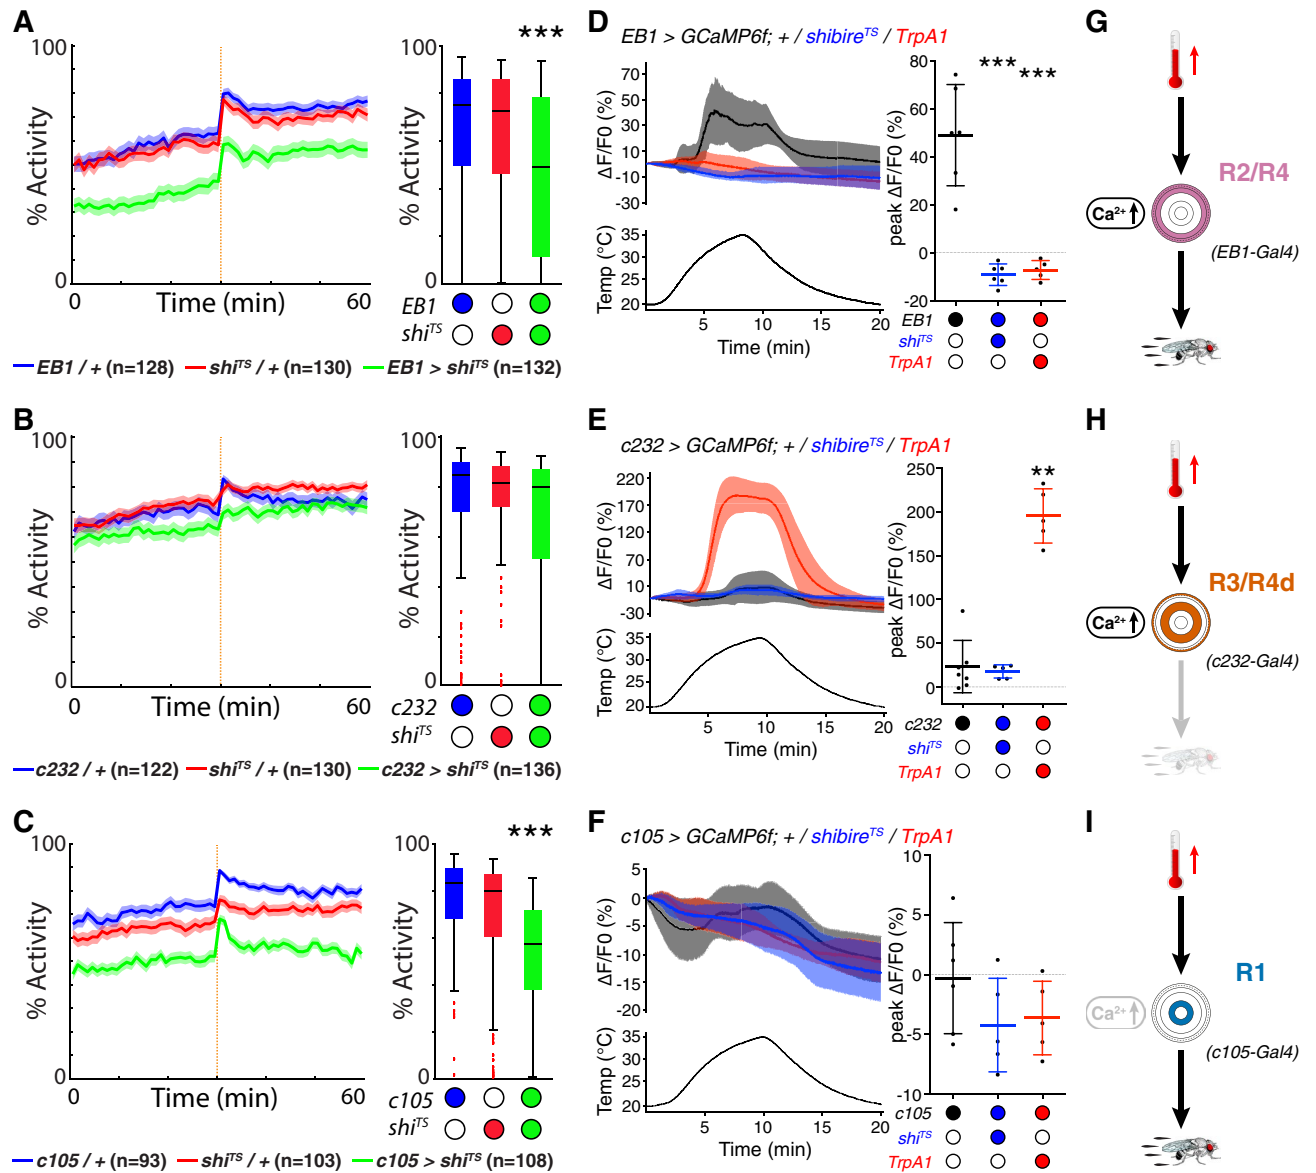 A
100
% Activity
0
Time (min)
60
100
% Activity
0
***
EB1
shiTS
EB1 / + (n=128) shiTS / + (n=130) EB1 > shiTS (n=132)
B
100
% Activity
0
0
Time (min)
60
100
% Activity
0
c232
shiTS
c232 / + (n=122) shiTS / + (n=130) c232 > shiTS (n=136)
C
100
% Activity
0
0
Time (min)
60
100
% Activity
0
***
c105
shiTS
c105 / + (n=93) shiTS / + (n=103) c105 > shiTS (n=108)
D
EB1 > GCaMP6f; + / shibireTS / TrpA1
ΔF/F0 (%)
70
50
30
10
-10
-30
Temp (°C)
35
30
25
20
5 10 15 20
Time (min)
peak ΔF/F0 (%)
80
60
40
20
0
-20
*** ***
EB1
shiTS
TrpA1
E
c232 > GCaMP6f; + / shibireTS / TrpA1
ΔF/F0 (%)
220
170
120
70
10
-30
Temp (°C)
35
30
25
20
5 10 15 20
Time (min)
peak ΔF/F0 (%)
250
200
150
100
50
0
**
c232
shiTS
TrpA1
F
c105 > GCaMP6f; + / shibireTS / TrpA1
ΔF/F0 (%)
5
0
-5
-10
-15
-20
Temp (°C)
35
30
25
20
5 10 15 20
Time (min)
peak ΔF/F0 (%)
10
5
0
-5
-10
c105
shiTS
TrpA1
G
R2/R4
Ca2+
(EB1-Gal4)
H
R3/R4d
Ca2+
(c232-Gal4)
I
R1
Ca2+
(c105-Gal4)